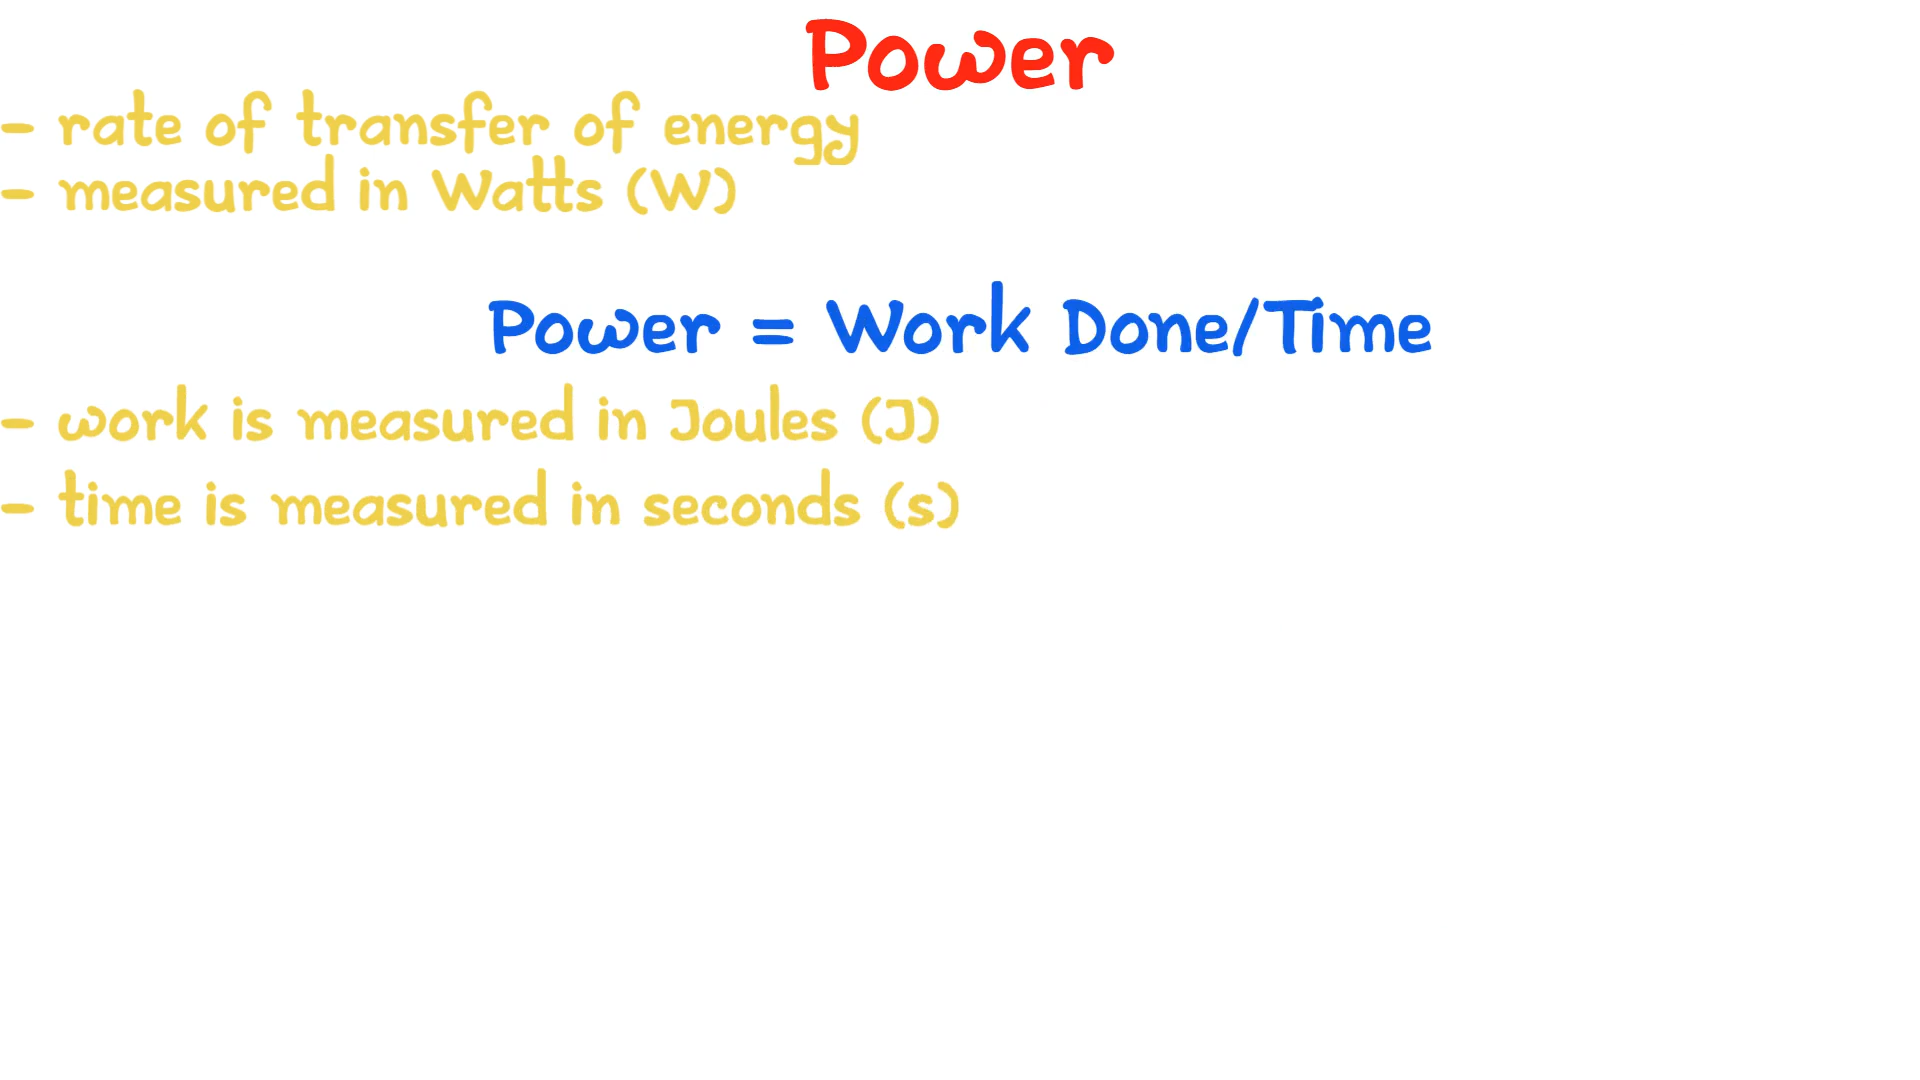 Power
- rate of transfer of energy
- measured in Watts (W)
Power = Work Done/Time
- work is measured in Joules (J)
- time is measured in seconds (s)